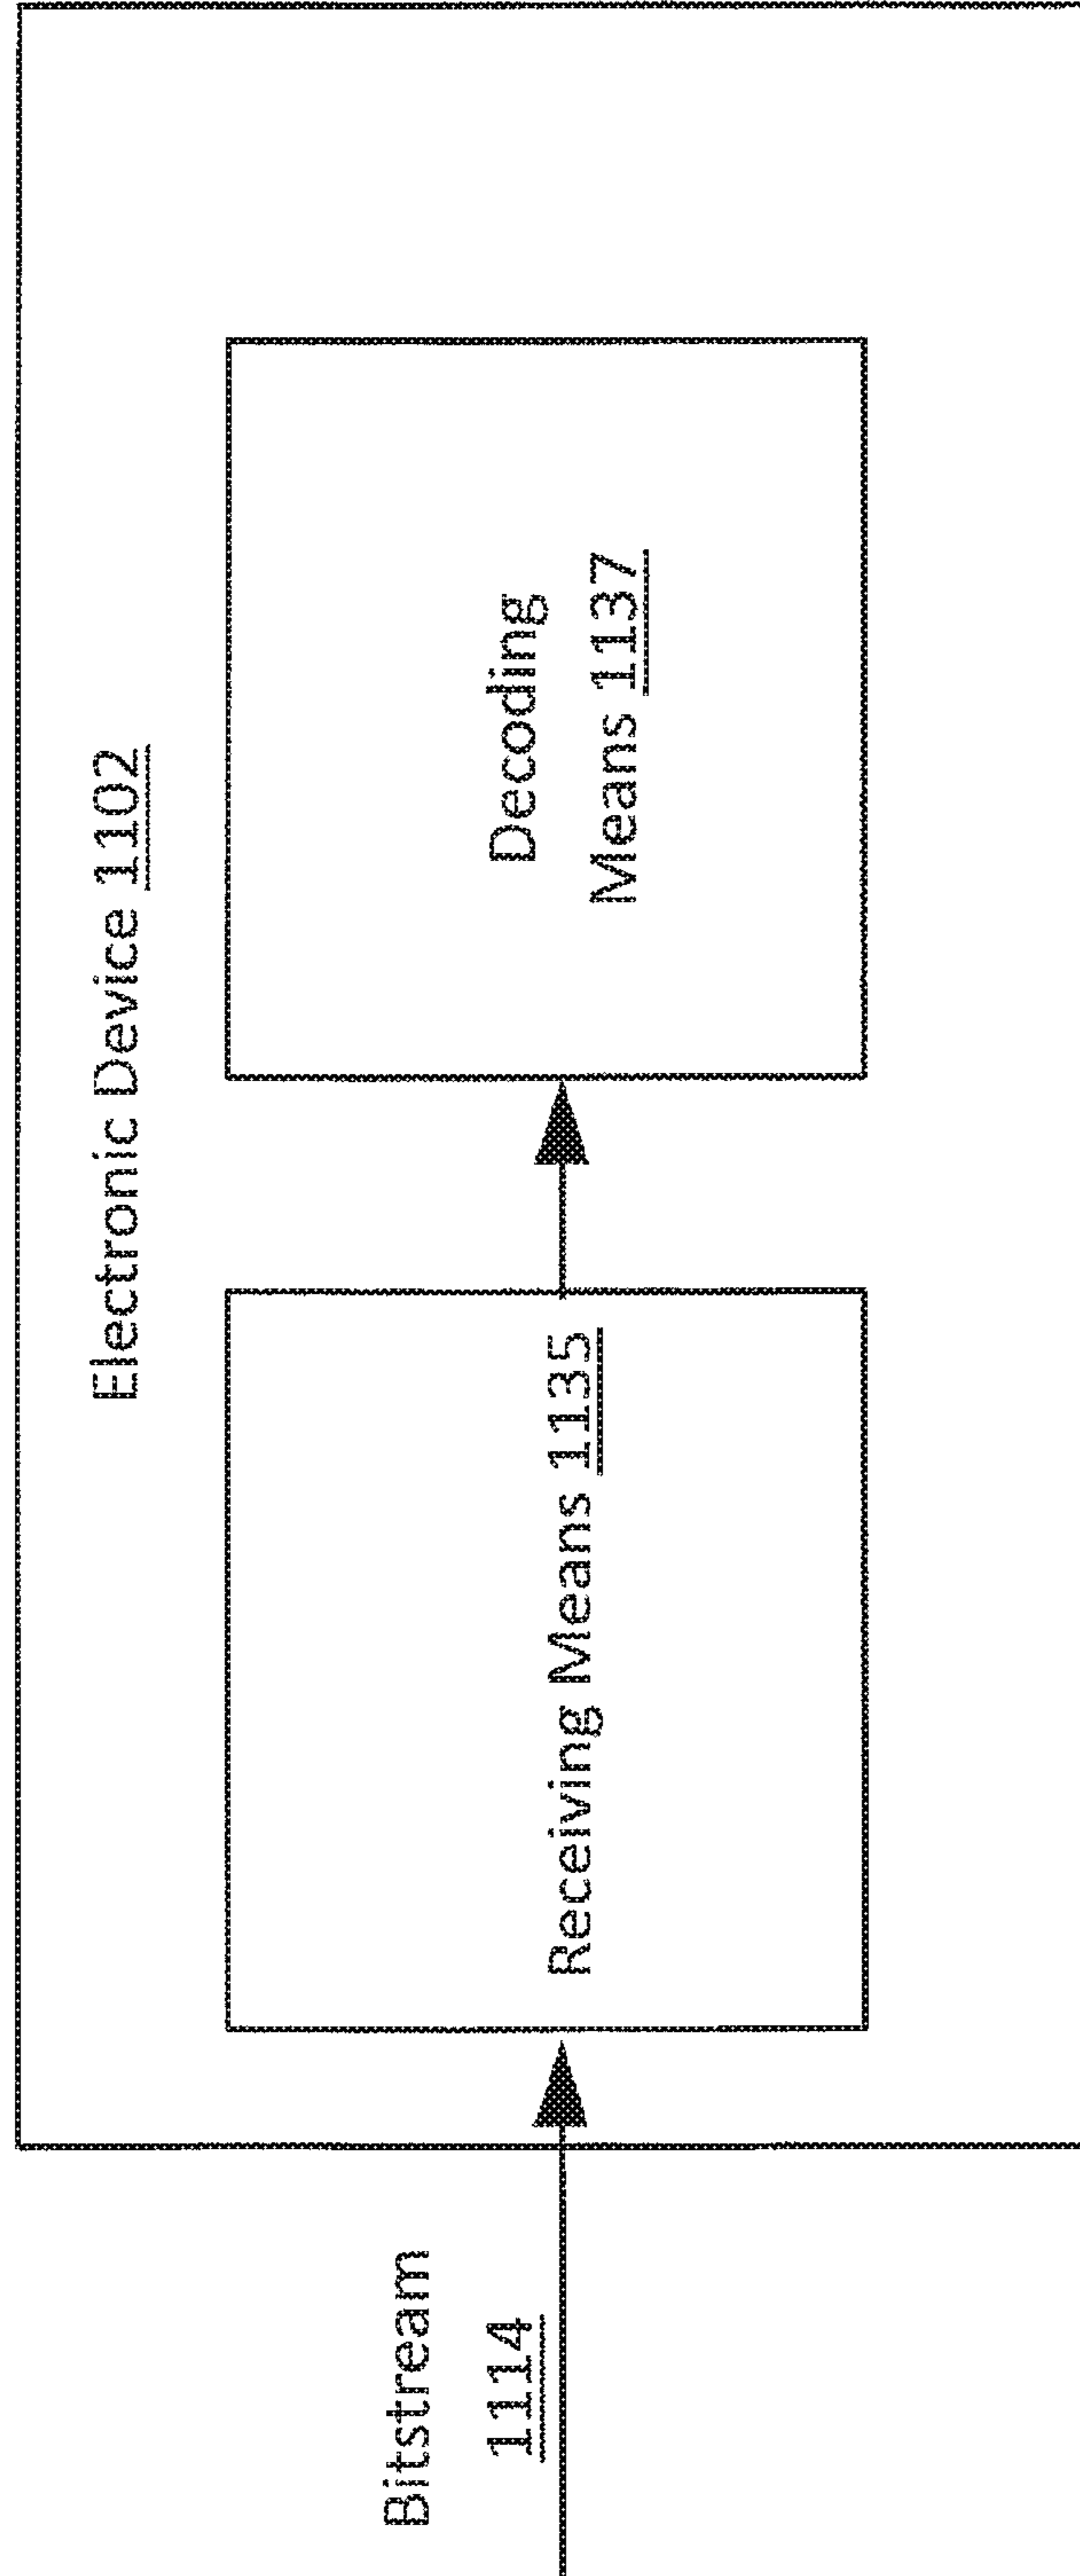 Electronic Device 1102
Bitstream
1114
Receiving Means 1135
Decoding
Means 1137